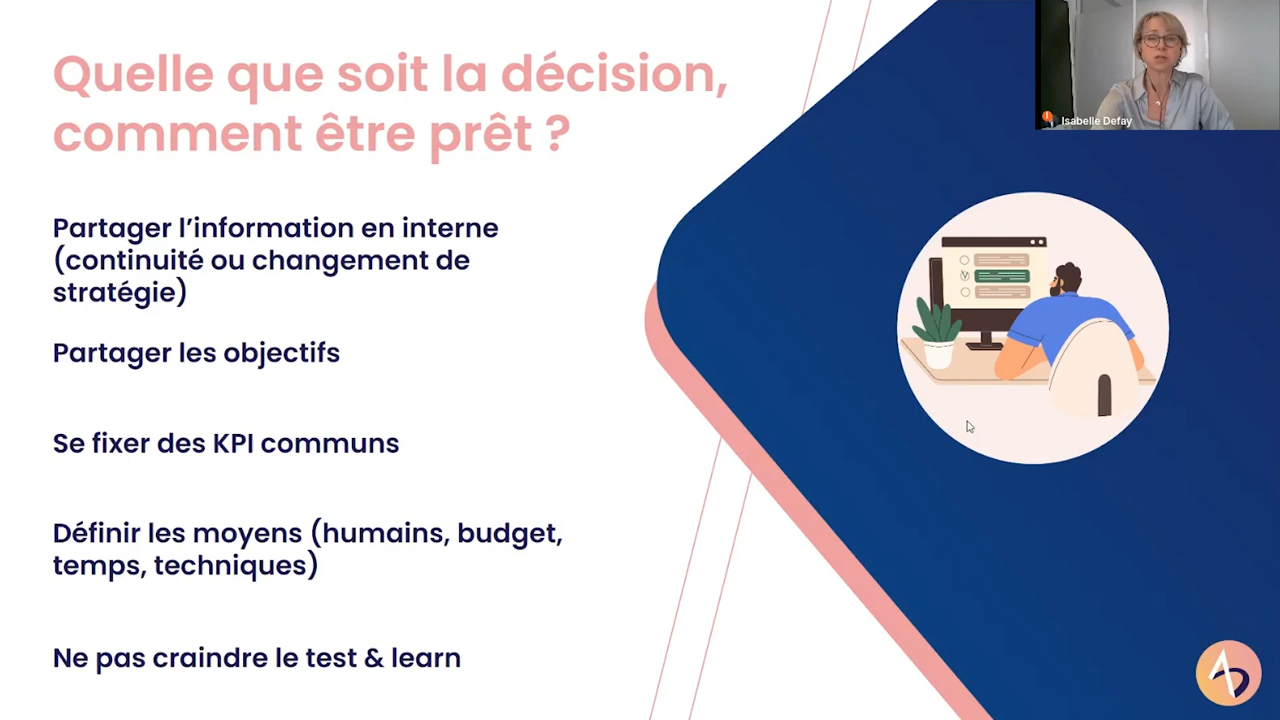 Quelle que soit la décision,
comment être prêt ?
Isabelle Defay
Partager l’information en interne
(continuité ou changement de
stratégie)
Partager les objectifs
Se fixer des KPI communs
Définir les moyens (humains, budget,
temps, techniques)
Ne pas craindre le test & learn